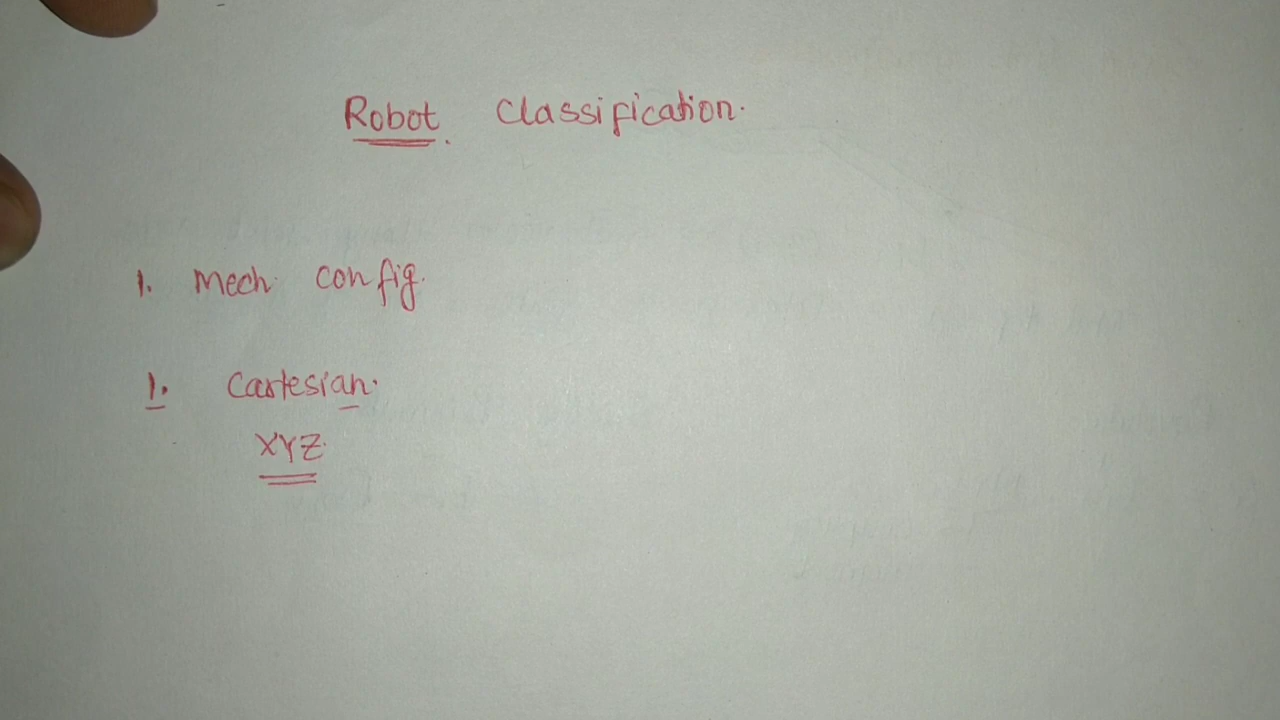 Robot Classification.
1. Mech. config.
1. Cartesian.
XYZ